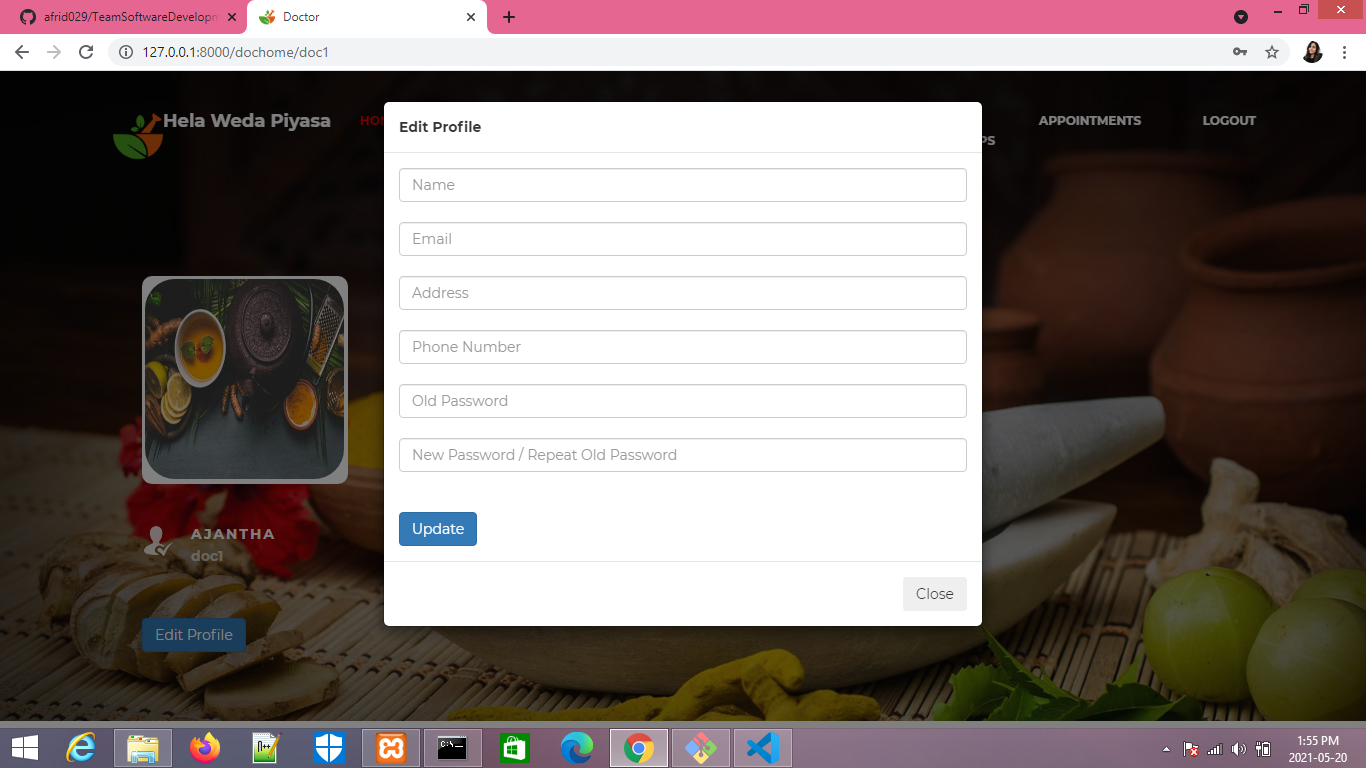 afrid029/TeamSoftwareDevelopm
Doctor
127.0.0.1:8000/dochome/doc1
Hela Weda Piyasa
APPOINTMENTS
LOGOUT
Edit Profile
Name
Email
Address
Phone Number
Old Password
New Password / Repeat Old Password
Update
Close
AJANTHA
doc1
Edit Profile
1:55 PM
2021-05-20